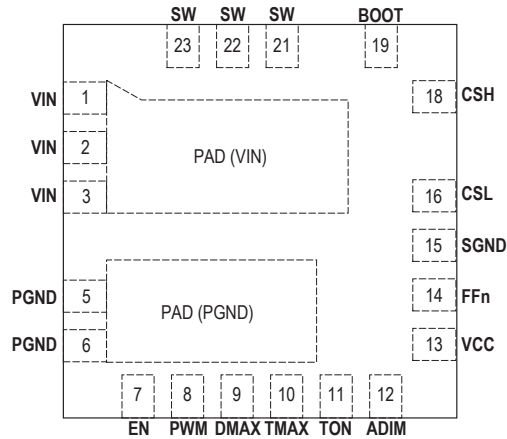 SW SW SW BOOT
23 22 21 19
VIN 1 18 CSH
VIN 2
PAD (VIN)
VIN 3 16 CSL
15 SGND
PGND 5 14 FFn
PAD (PGND)
PGND 6 13 VCC
7 8 9 10 11 12
EN PWM DMAX TMAX TON ADIM